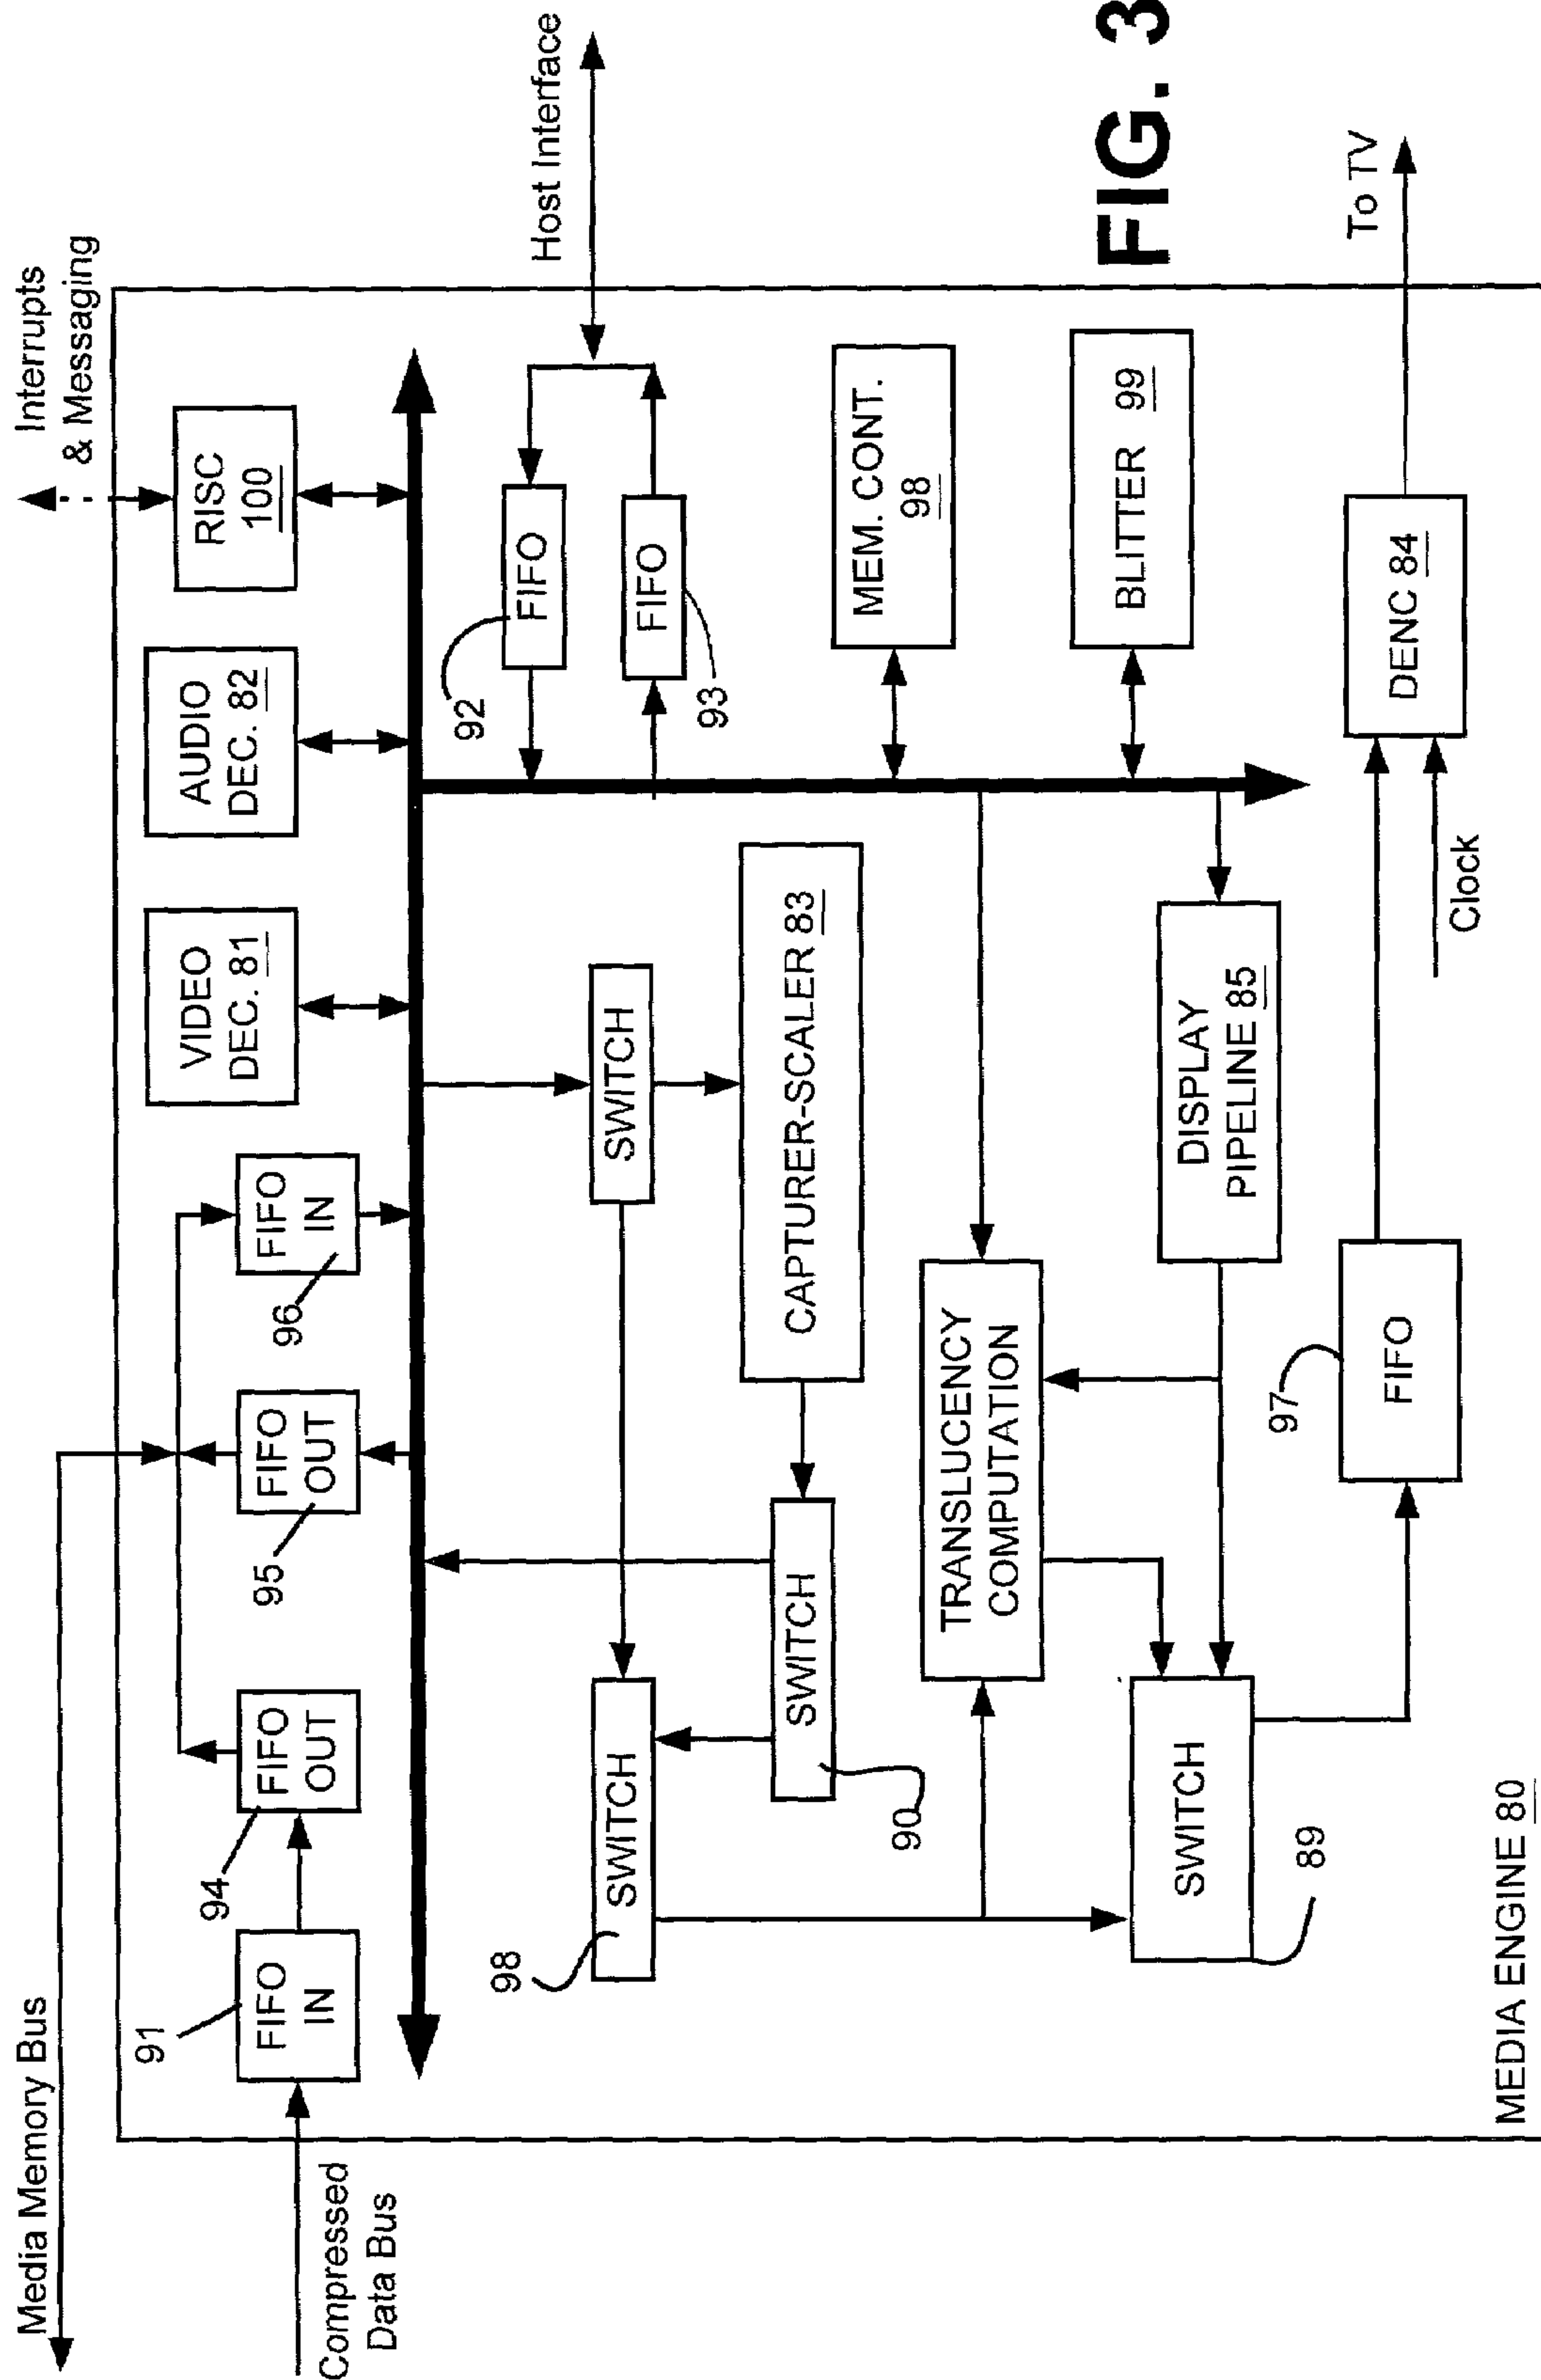 Media Memory Bus
Interrupts
& Messaging
Compressed
Data Bus
91
FIFO
IN
94
FIFO
OUT
95
FIFO
OUT
96
FIFO
IN
VIDEO
DEC. 81
AUDIO
DEC. 82
RISC
100
Host Interface
92
FIFO
FIFO
93
98
SWITCH
SWITCH
SWITCH
90
CAPTURER-SCALER 83
MEM. CONT.
98
TRANSLUCENCY
COMPUTATION
BLITTER 99
SWITCH
89
DISPLAY
PIPELINE 85
97
FIFO
DENC 84
Clock
To TV
MEDIA ENGINE 80
FIG. 3